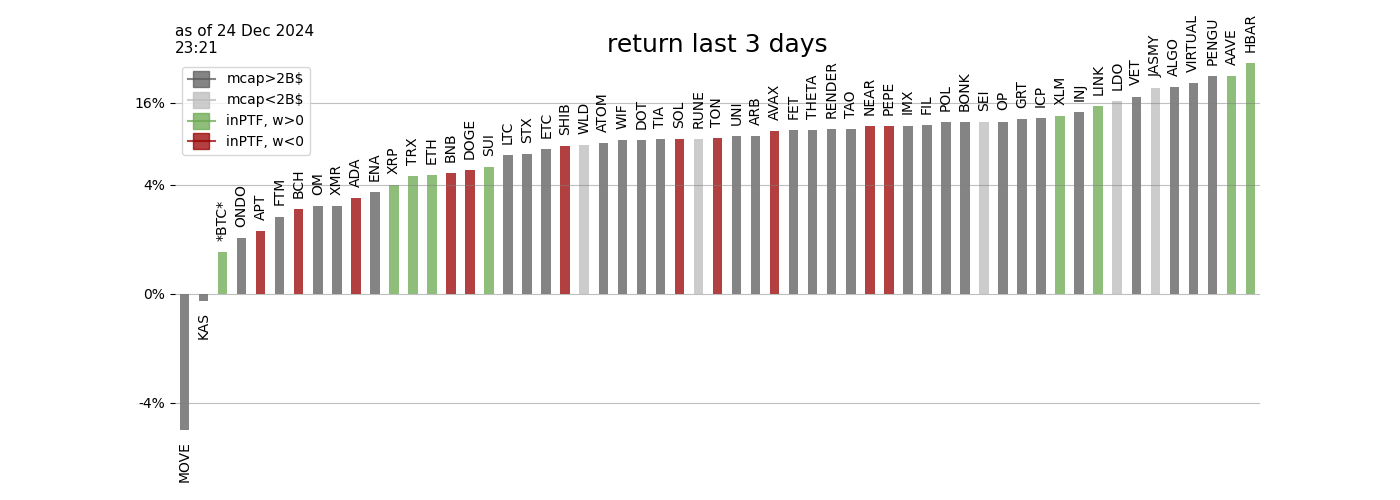 as of 24 Dec 2024
23:21
return last 3 days
mcap>2B$
mcap<2B$
inPTF, w>0
inPTF, w<0
16%
4%
0%
-4%
MOVE
KAS
*BTC*
ONDO
APT
FTM
BCH
OM
XMR
ADA
ENA
XRP
TRX
ETH
BNB
DOGE
SUI
LTC
STX
ETC
SHIB
WLD
ATOM
WIF
DOT
TIA
SOL
RUNE
TON
UNI
ARB
AVAX
FET
THETA
RENDER
TAO
NEAR
PEPE
IMX
FIL
POL
BONK
SEI
OP
GRT
ICP
XLM
INJ
LINK
LDO
VET
JASMY
ALGO
VIRTUAL
PENGU
AAVE
HBAR